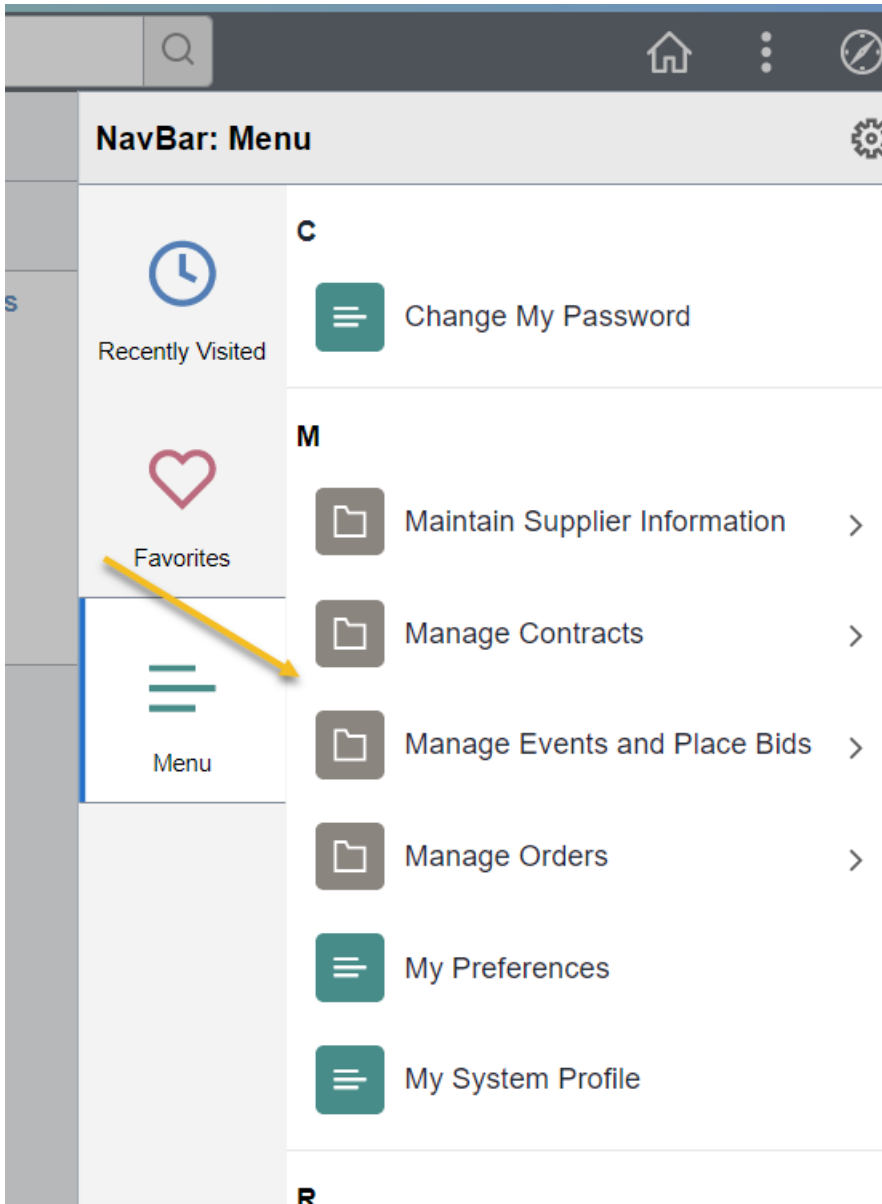 NavBar: Menu
s
Recently Visited
Favorites
Menu
C
Change My Password
M
Maintain Supplier Information
Manage Contracts
Manage Events and Place Bids
Manage Orders
My Preferences
My System Profile
R